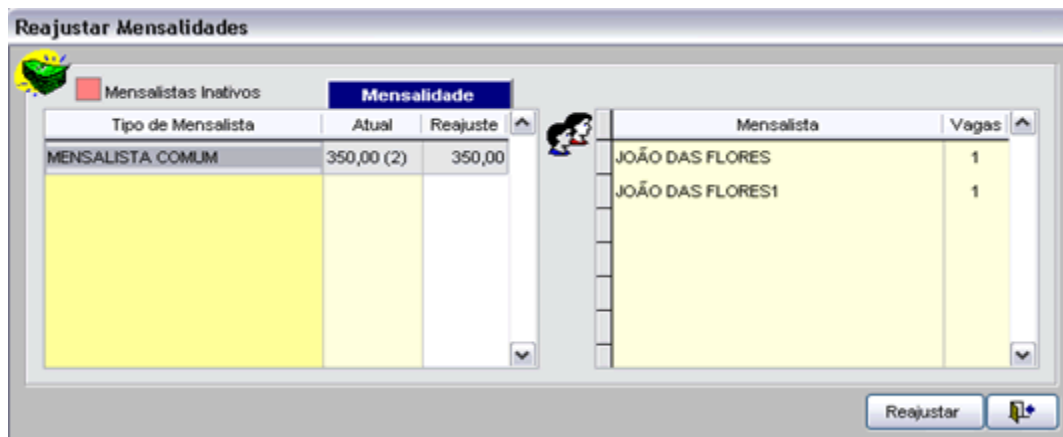 Reajustar Mensalidades
Mensalistas Inativos
Mensalidade
Tipo de Mensalista Atual Reajuste
MENSALISTA COMUM 350,00 (2) 350,00
Mensalista Vagas
JOÃO DAS FLORES 1
JOÃO DAS FLORES1 1
Reajustar